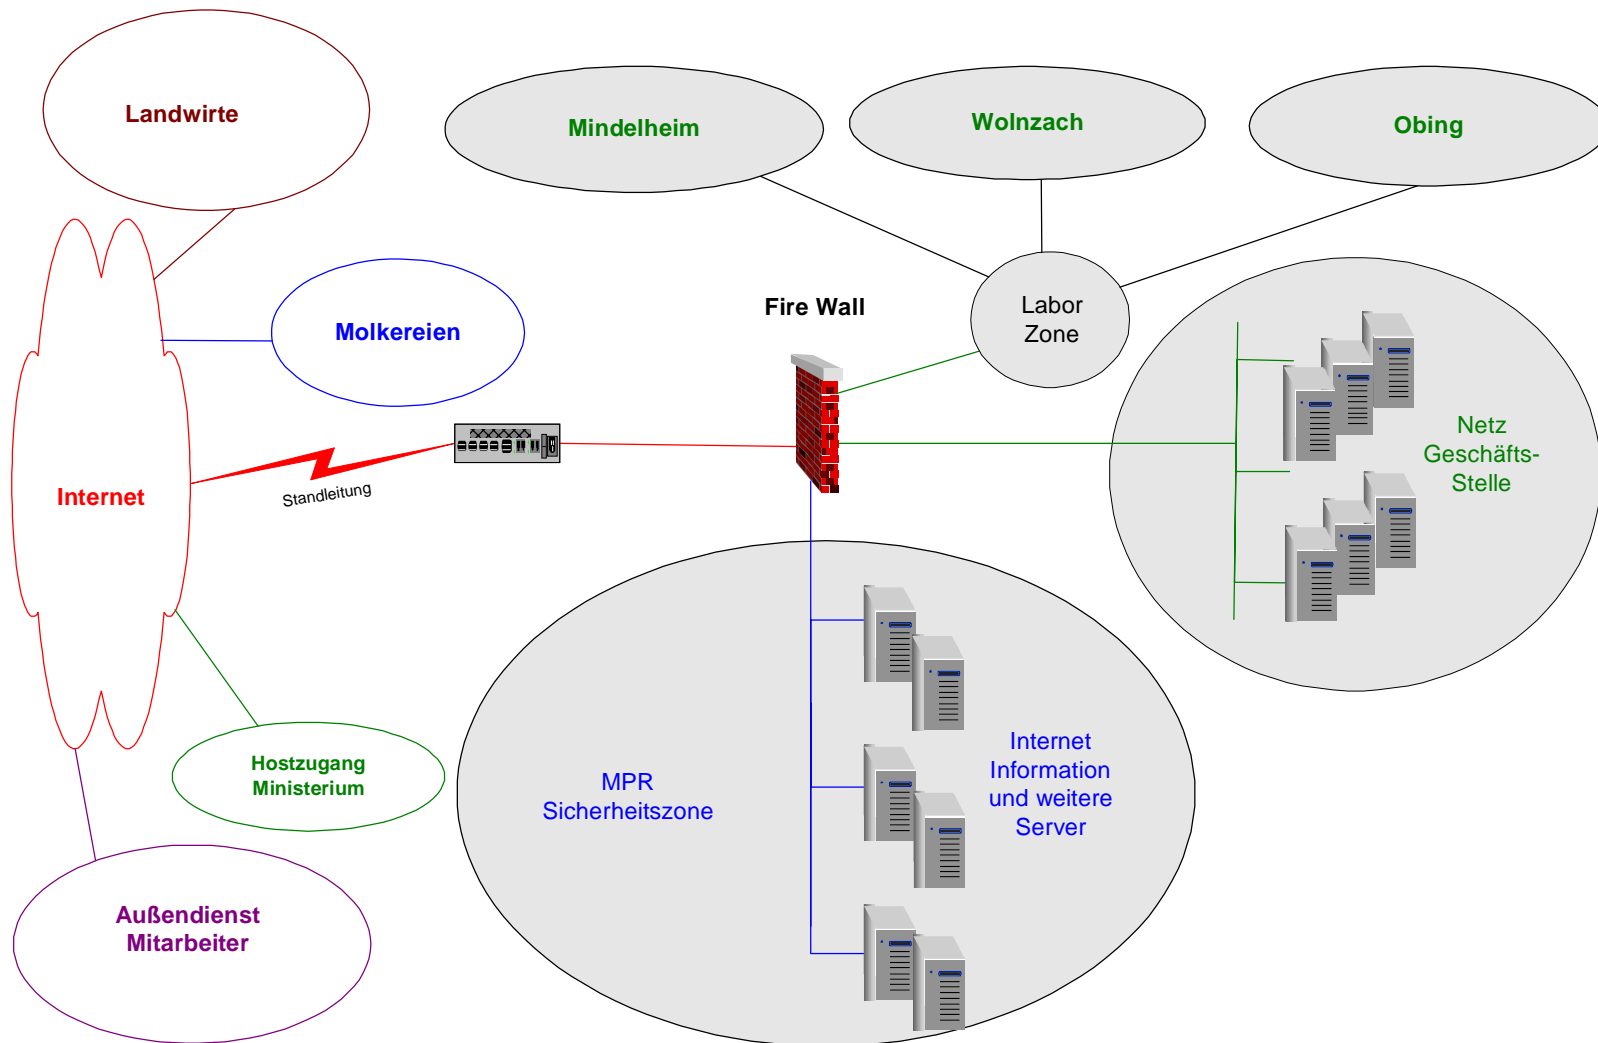 Landwirte
Mindelheim
Wolnzach
Obing
Molkereien
Fire Wall
Labor
Zone
Netz
Geschäfts-
Stelle
Internet
Standleitung
Hostzugang
Ministerium
MPR
Sicherheitszone
Internet
Information
und weitere
Server
Außendienst
Mitarbeiter